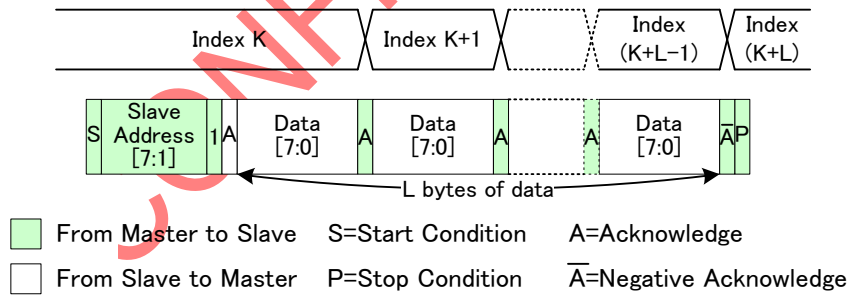 Index K
Index K+1
Index
(K+L-1)
Index
(K+L)
S
Slave
Address
[7:1]
1
A
Data
[7:0]
A
Data
[7:0]
A
A
Data
[7:0]
A̅
P
L bytes of data
From Master to Slave
S=Start Condition
A=Acknowledge
From Slave to Master
P=Stop Condition
A̅=Negative Acknowledge
CONF